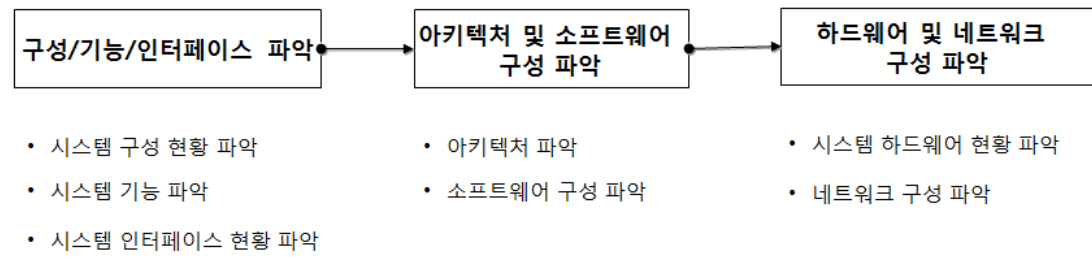 구성/기능/인터페이스 파악
아키텍처 및 소프트웨어
구성 파악
하드웨어 및 네트워크
구성 파악
• 시스템 구성 현황 파악
• 시스템 기능 파악
• 시스템 인터페이스 현황 파악
• 아키텍처 파악
• 소프트웨어 구성 파악
• 시스템 하드웨어 현황 파악
• 네트워크 구성 파악